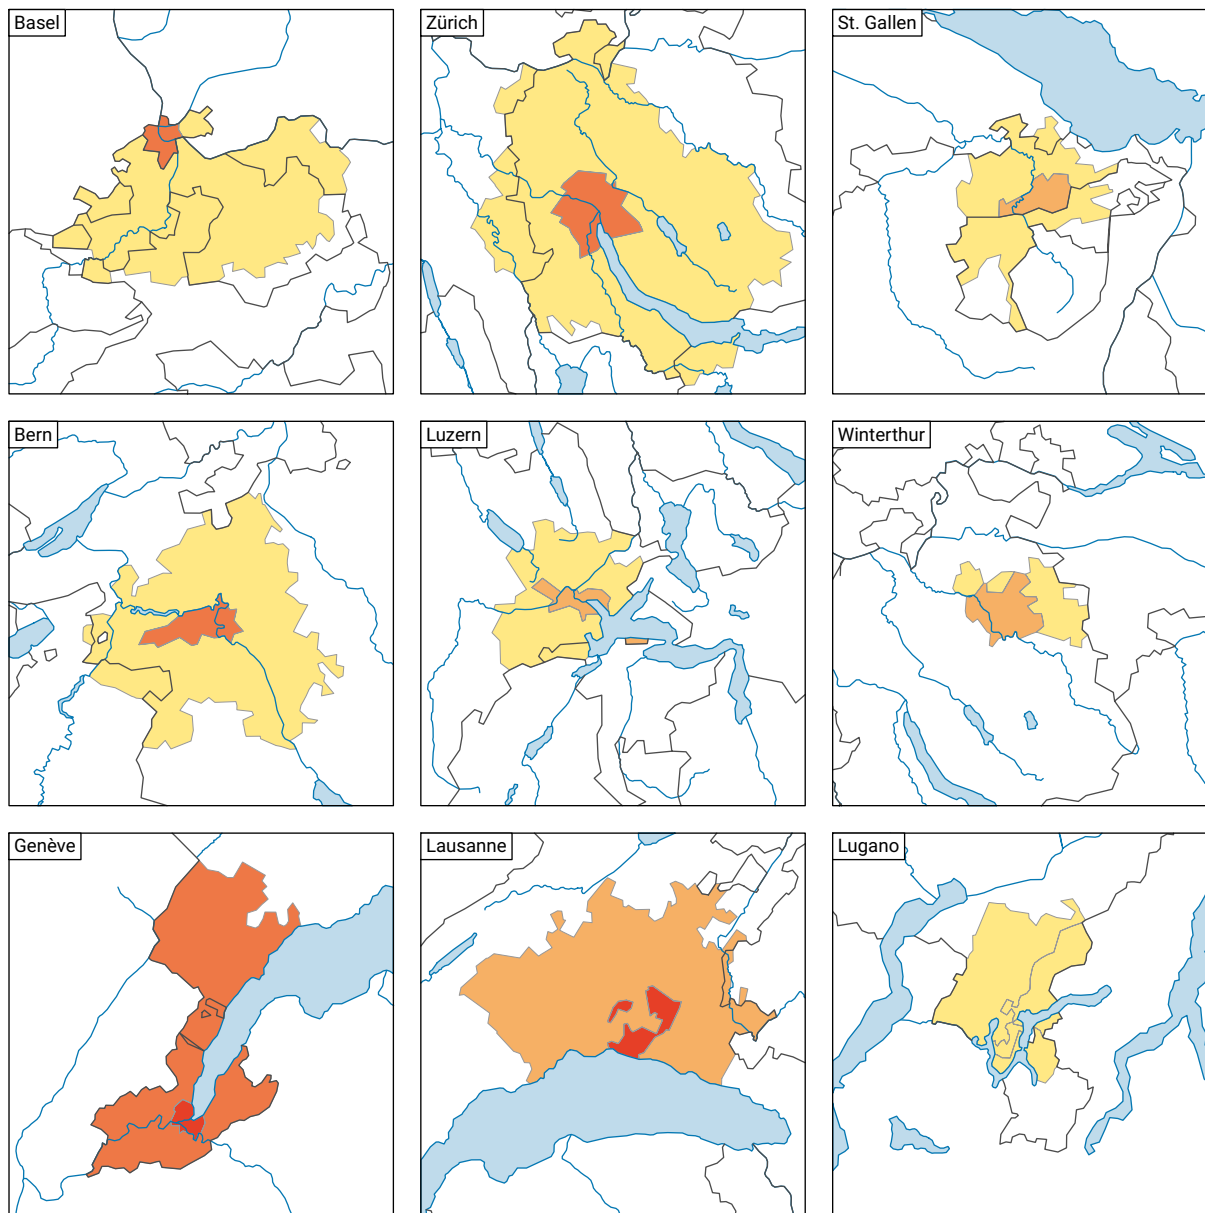 Basel
Zürich
St. Gallen
Bern
Luzern
Winterthur
Genève
Lausanne
Lugano